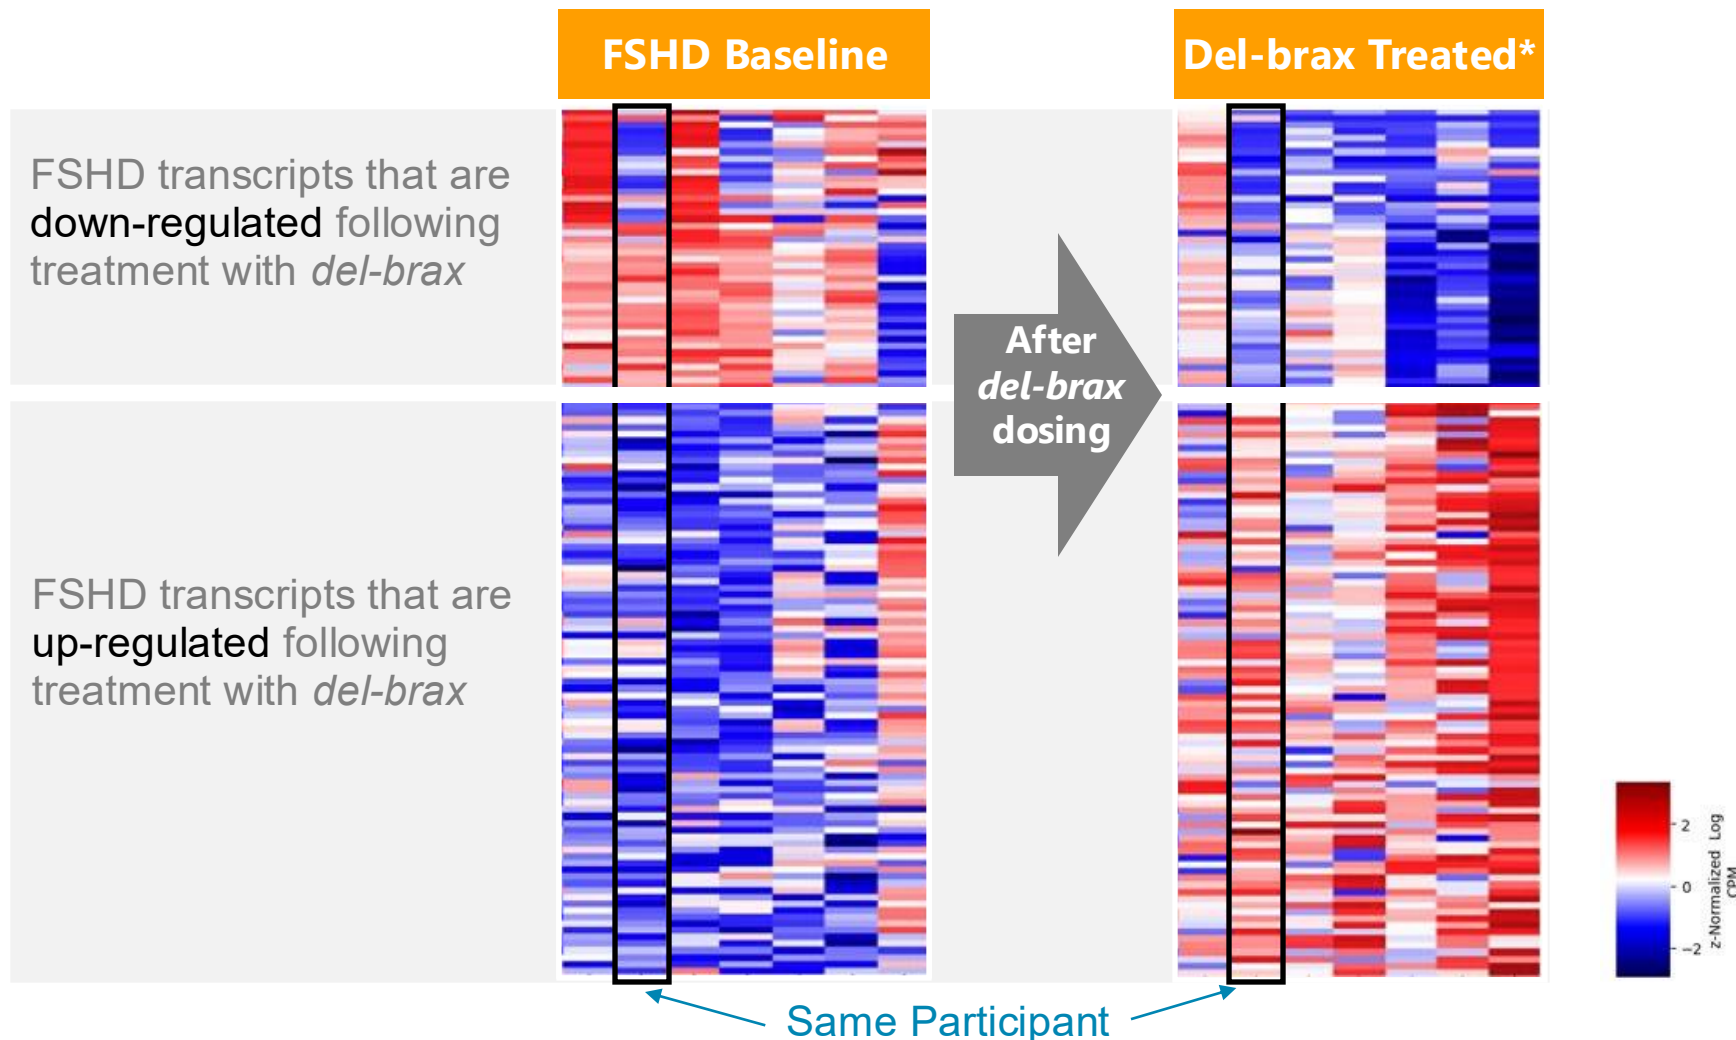 FSHD Baseline
Del-brax Treated*
FSHD transcripts that are
down-regulated following
treatment with del-brax
After
del-brax
dosing
FSHD transcripts that are
up-regulated following
treatment with del-brax
2
0
−2
z-Normalized Log
CPM
Same Participant